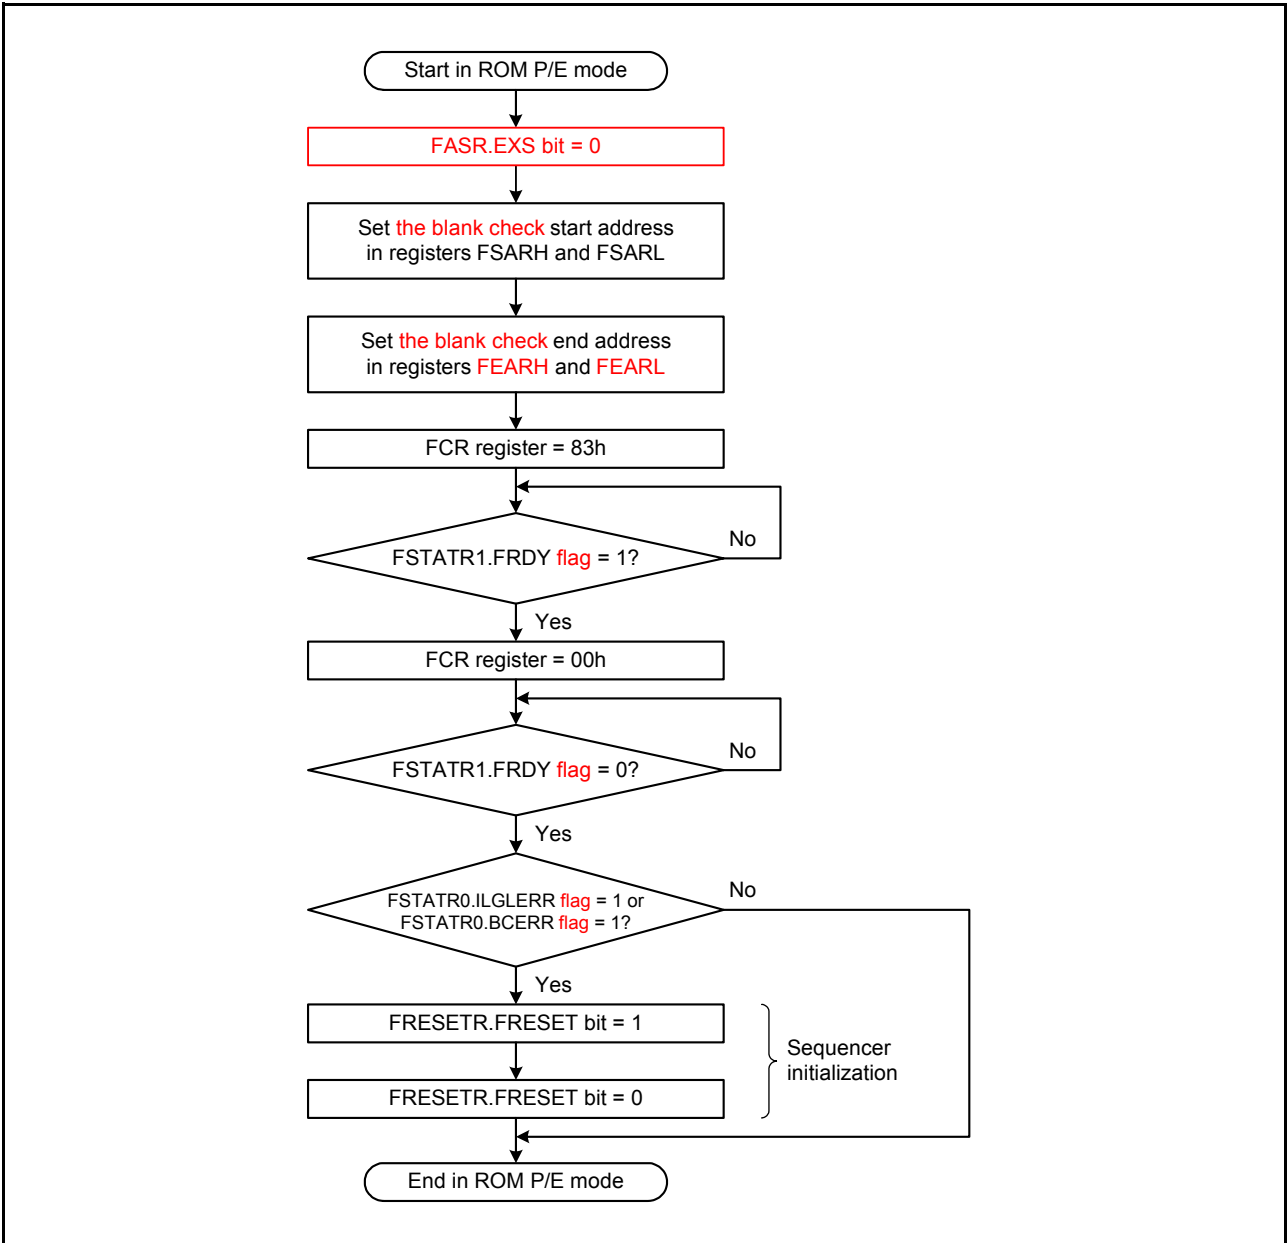 Start in ROM P/E mode
FASR.EXS bit = 0
Set the blank check start address
in registers FSARH and FSARL
Set the blank check end address
in registers FEARH and FEARL
FCR register = 83h
FSTATR1.FRDY flag = 1?
No
Yes
FCR register = 00h
FSTATR1.FRDY flag = 0?
No
Yes
FSTATR0.ILGLERR flag = 1 or
FSTATR0.BCERR flag = 1?
No
Yes
FRESETR.FRESET bit = 1
Sequencer
initialization
FRESETR.FRESET bit = 0
End in ROM P/E mode